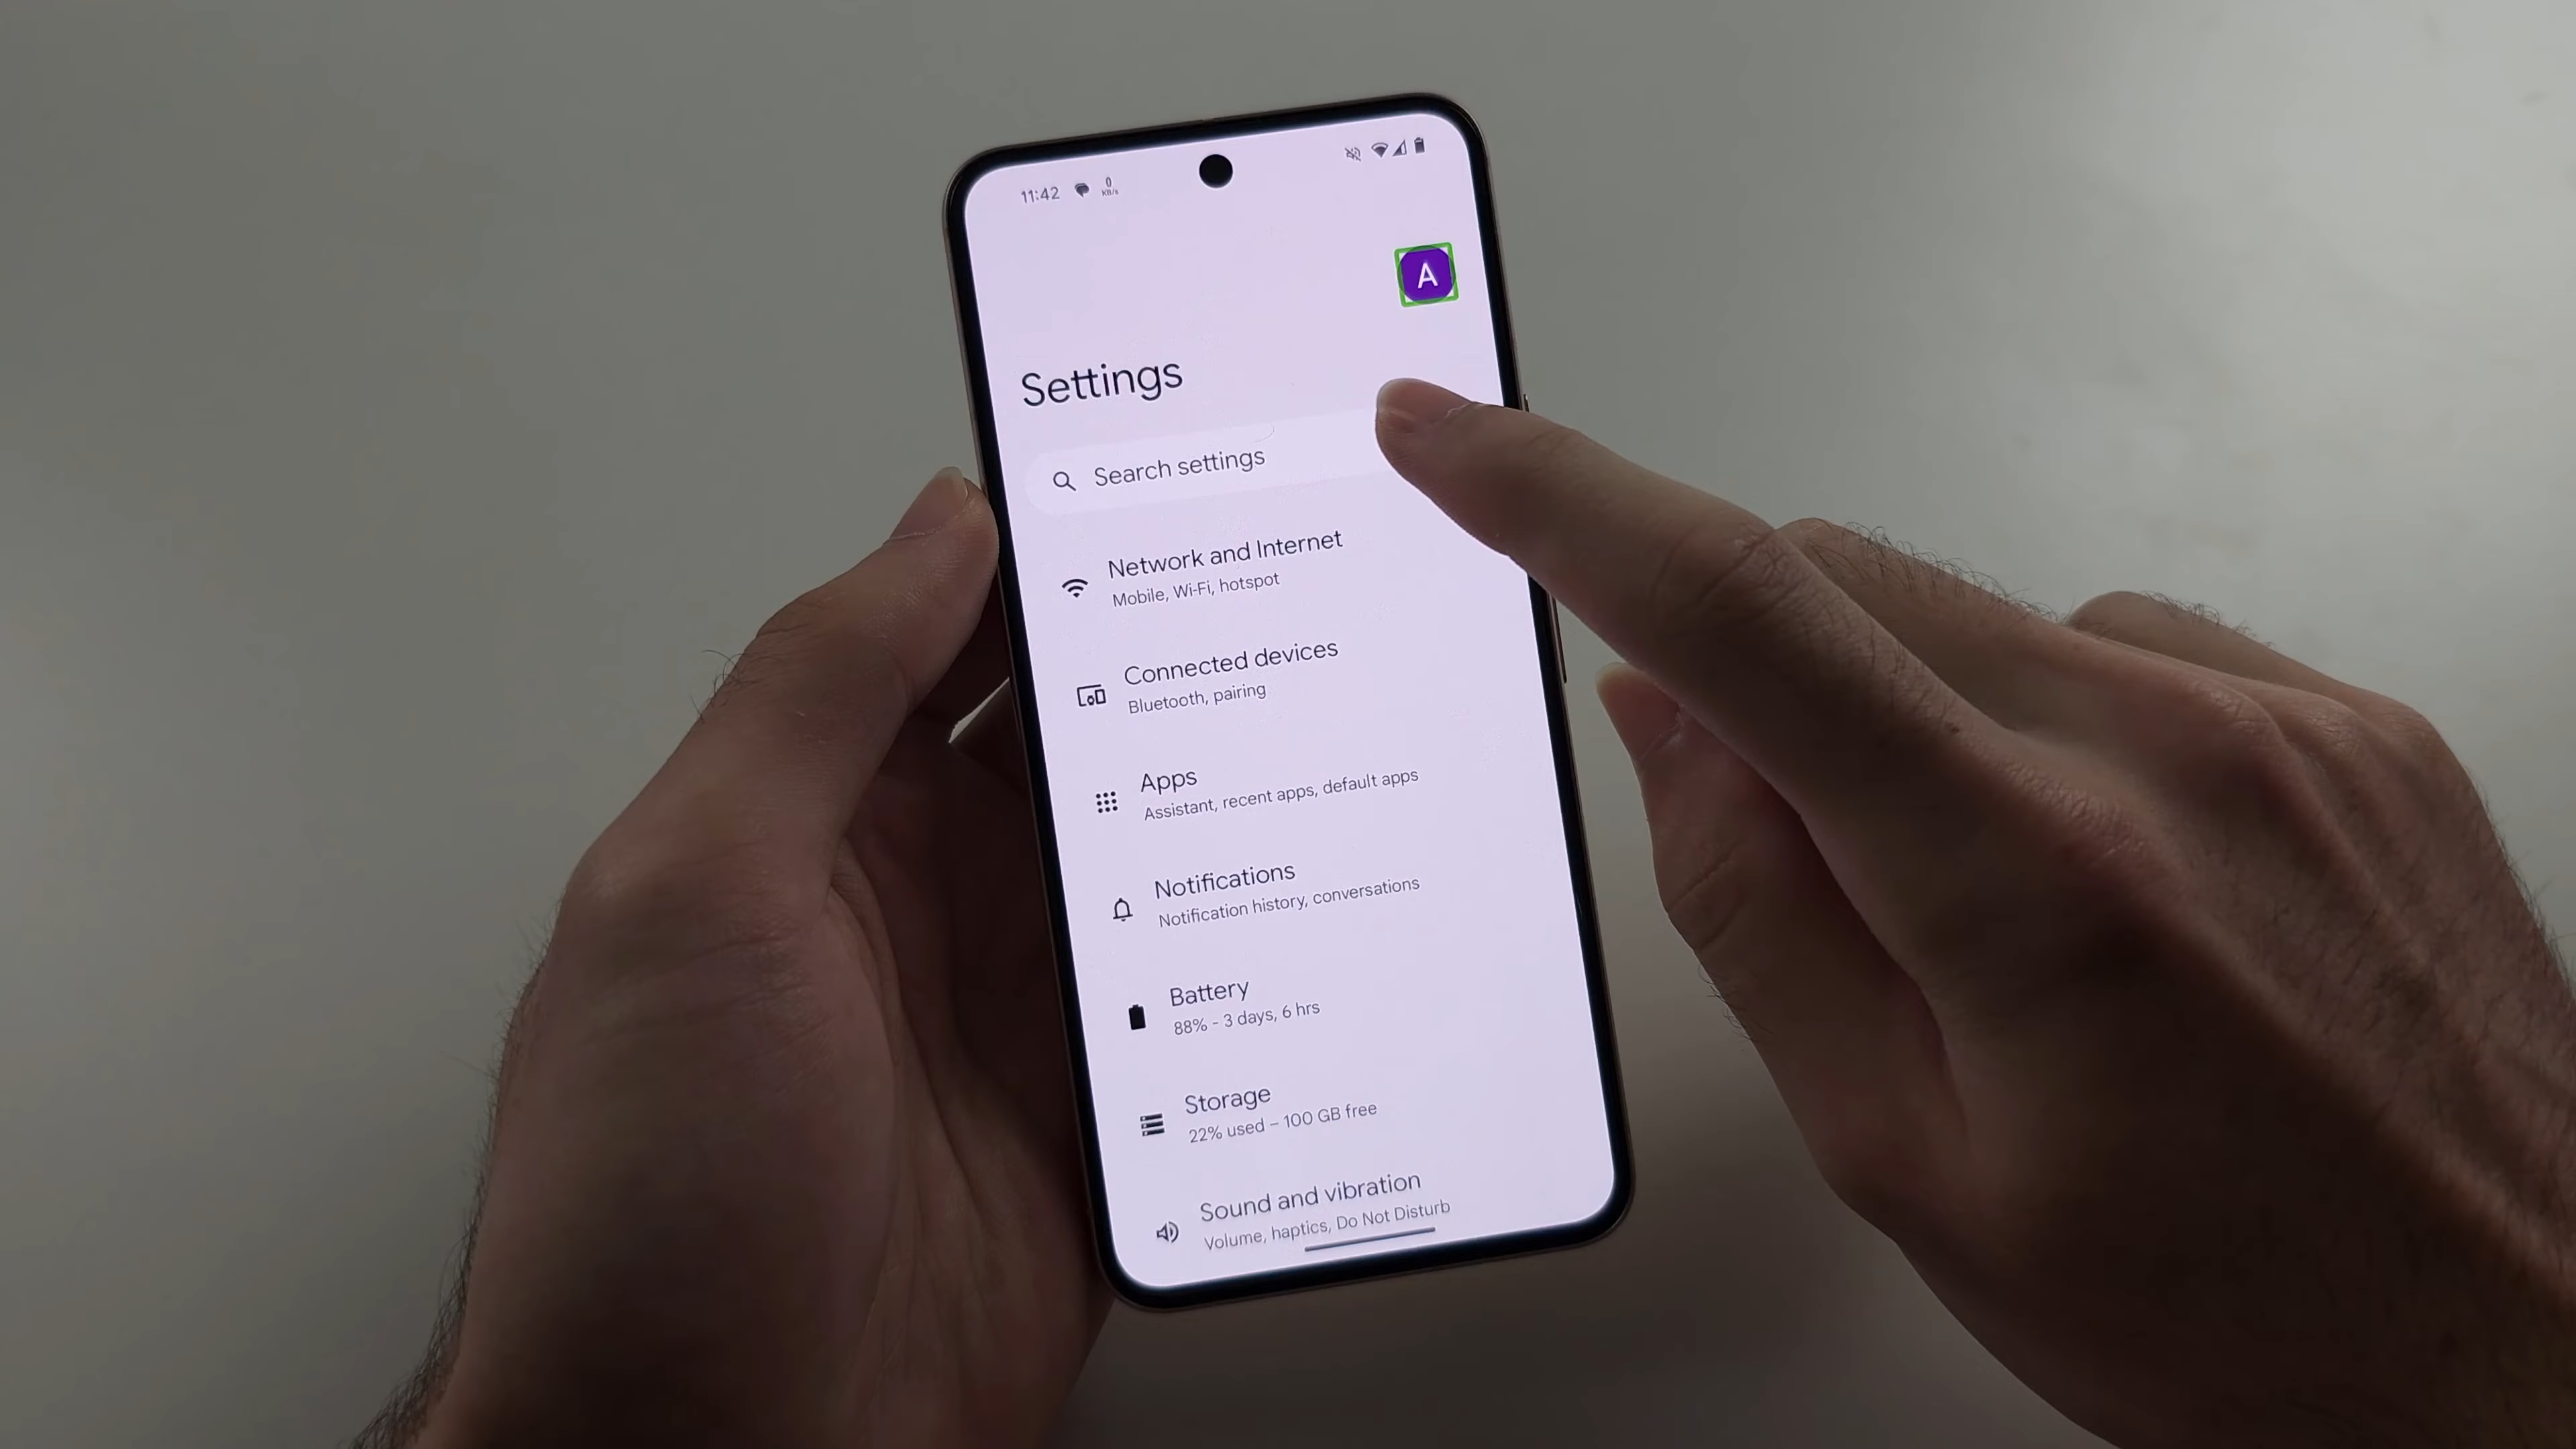 11:42 0 KB/s
A
Settings
Search settings
Network and Internet
Mobile, Wi-Fi, hotspot
Connected devices
Bluetooth, pairing
Apps
Assistant, recent apps, default apps
Notifications
Notification history, conversations
Battery
88% - 3 days, 6 hrs
Storage
22% used – 100 GB free
Sound and vibration
Volume, haptics, Do Not Disturb